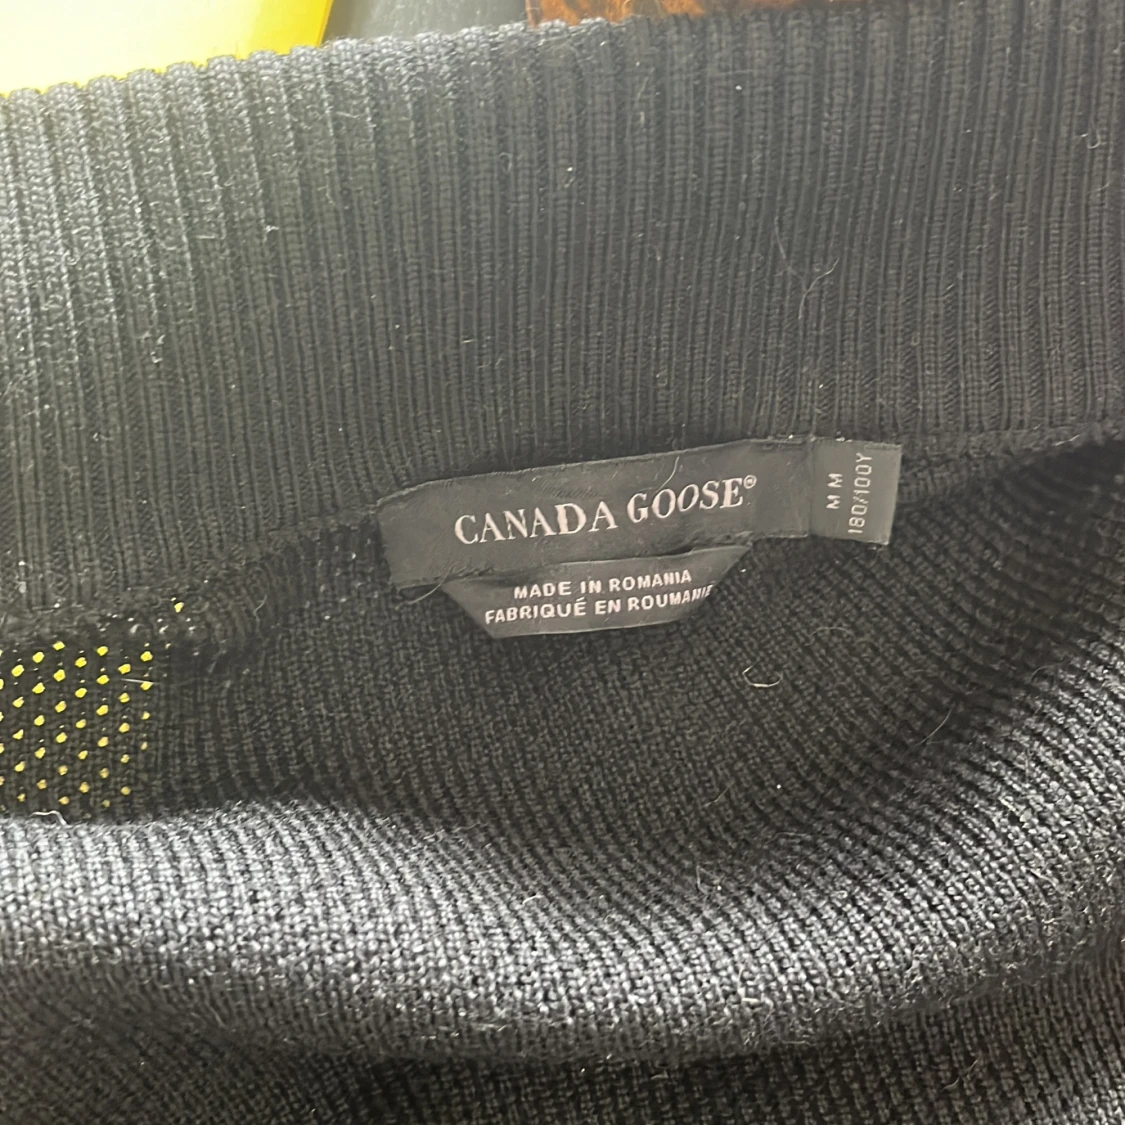 CANADA GOOSE®
MADE IN ROMANIA
FABRIQUÉ EN ROUMANIE
M M
180/100Y